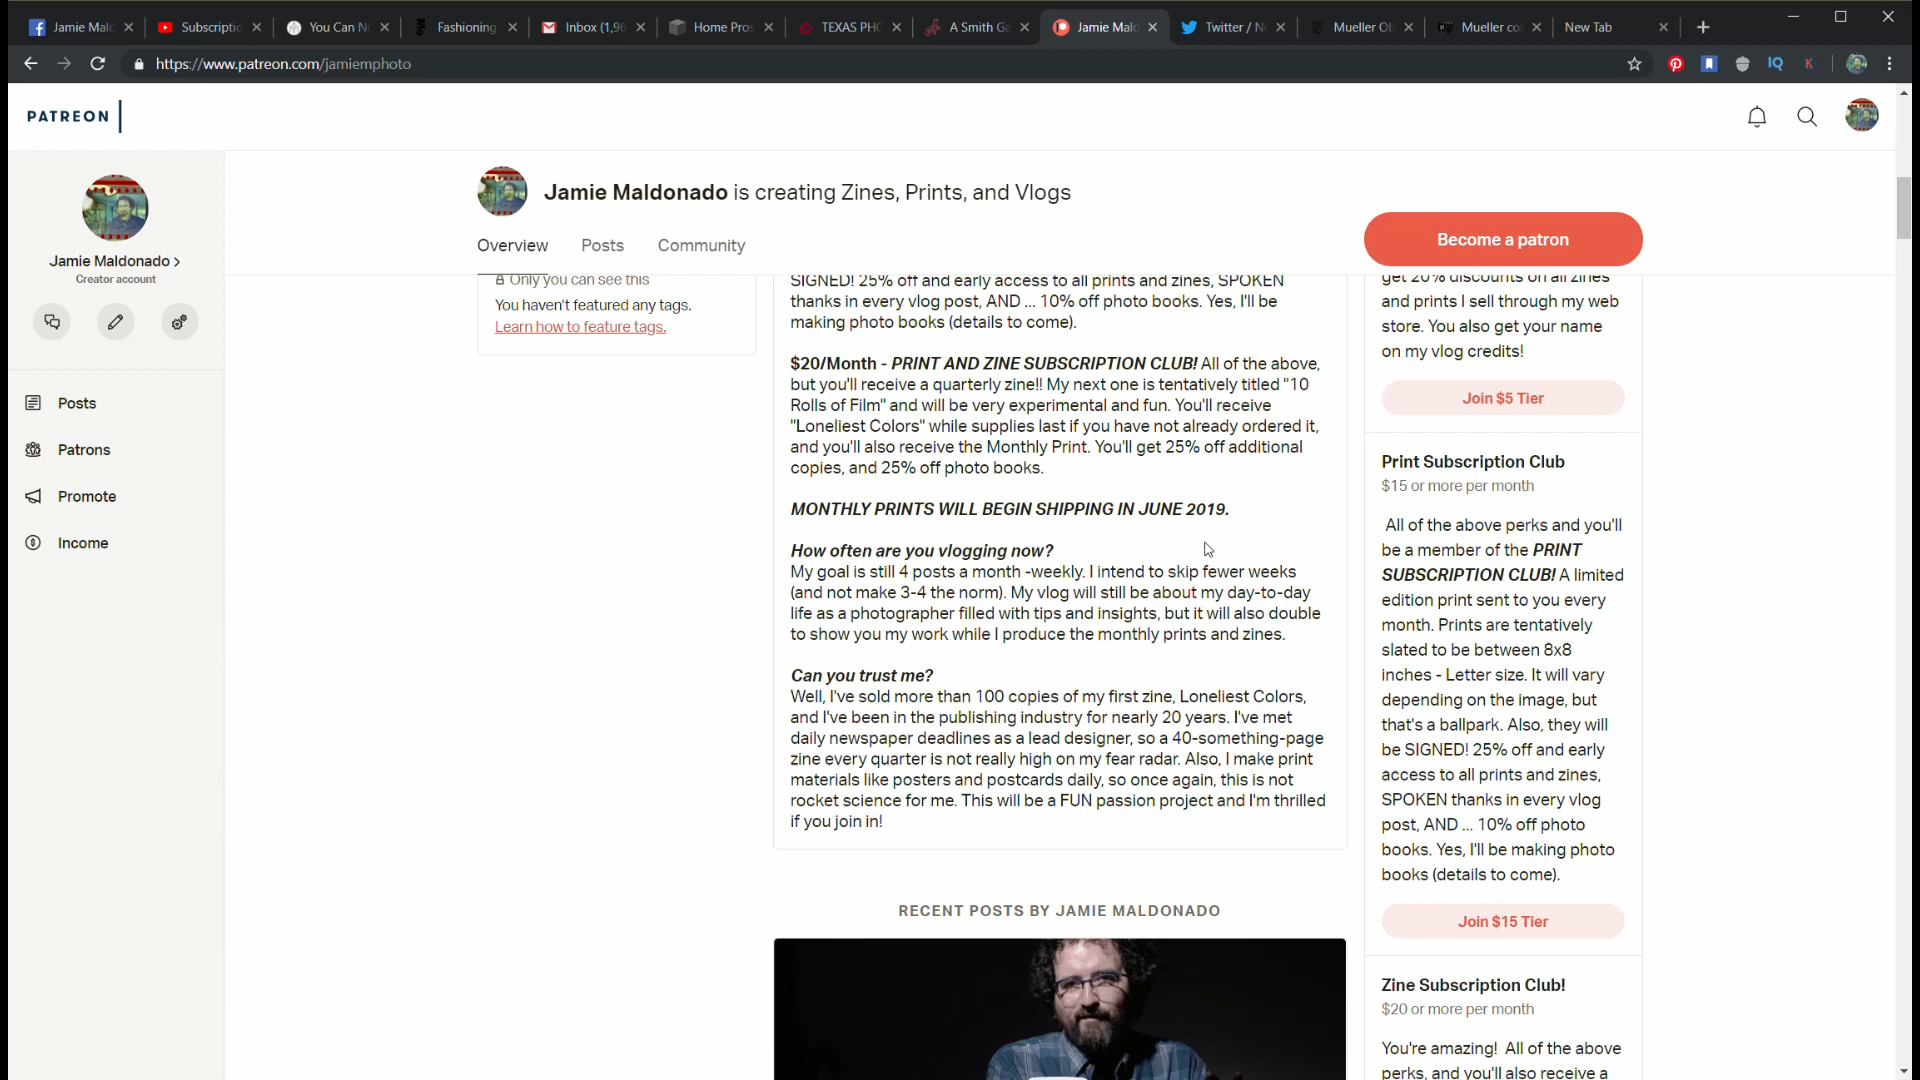 Jamie Mal
Subscriptio
You Can N
Fashioning
Inbox (1,96
Home Pros
TEXAS PHO
A Smith Ga
Jamie Mald
Twitter / N
Mueller Ob
Mueller co
New Tab
https://www.patreon.com/jamiemphoto
IQ
K
PATREON
Jamie Maldonado >
Creator account
Posts
Patrons
Promote
Income
Jamie Maldonado is creating Zines, Prints, and Vlogs
Overview
Posts
Community
Become a patron
Only you can see this
You haven't featured any tags.
Learn how to feature tags.
SIGNED! 25% off and early access to all prints and zines, SPOKEN
thanks in every vlog post, AND ... 10% off photo books. Yes, I'll be
making photo books (details to come).
$20/Month - PRINT AND ZINE SUBSCRIPTION CLUB! All of the above,
but you'll receive a quarterly zine!! My next one is tentatively titled "10
Rolls of Film" and will be very experimental and fun. You'll receive
"Loneliest Colors" while supplies last if you have not already ordered it,
and you'll also receive the Monthly Print. You'll get 25% off additional
copies, and 25% off photo books.
MONTHLY PRINTS WILL BEGIN SHIPPING IN JUNE 2019.
How often are you vlogging now?
My goal is still 4 posts a month -weekly. I intend to skip fewer weeks
(and not make 3-4 the norm). My vlog will still be about my day-to-day
life as a photographer filled with tips and insights, but it will also double
to show you my work while I produce the monthly prints and zines.
Can you trust me?
Well, I've sold more than 100 copies of my first zine, Loneliest Colors,
and I've been in the publishing industry for nearly 20 years. I've met
daily newspaper deadlines as a lead designer, so a 40-something-page
zine every quarter is not really high on my fear radar. Also, I make print
materials like posters and postcards daily, so once again, this is not
rocket science for me. This will be a FUN passion project and I'm thrilled
if you join in!
RECENT POSTS BY JAMIE MALDONADO
get 20% discounts on all zines
and prints I sell through my web
store. You also get your name
on my vlog credits!
Join $5 Tier
Print Subscription Club
$15 or more per month
All of the above perks and you'll
be a member of the PRINT
SUBSCRIPTION CLUB! A limited
edition print sent to you every
month. Prints are tentatively
slated to be between 8x8
inches - Letter size. It will vary
depending on the image, but
that's a ballpark. Also, they will
be SIGNED! 25% off and early
access to all prints and zines,
SPOKEN thanks in every vlog
post, AND ... 10% off photo
books. Yes, I'll be making photo
books (details to come).
Join $15 Tier
Zine Subscription Club!
$20 or more per month
You're amazing! All of the above
perks, and you'll also receive a